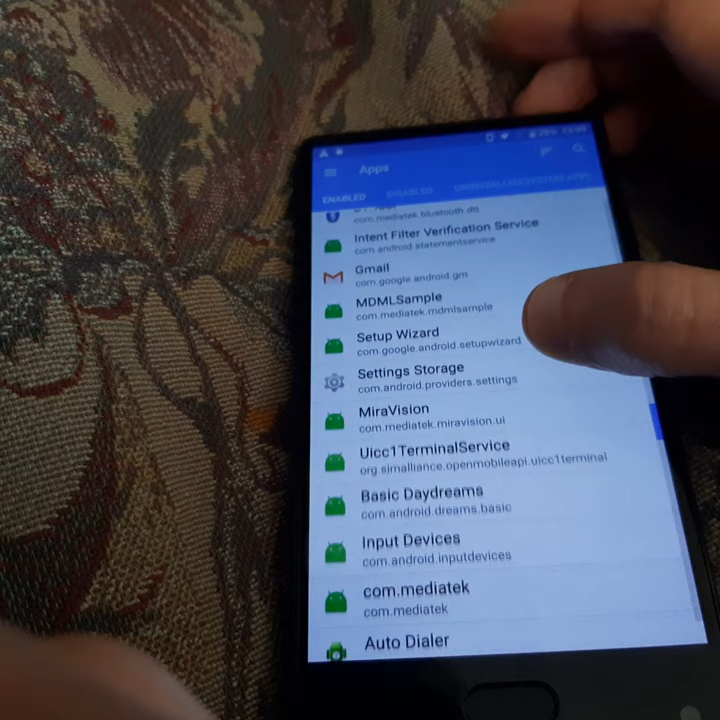 Apps
ENABLED DISABLED
com.mediatek.bluetooth.dtt
Intent Filter Verification Service
com.android.statementservice
Gmail
com.google.android.gm
MDMLSample
com.mediatek.mdmlsample
Setup Wizard
com.google.android.setupwizard
Settings Storage
com.android.providers.settings
MiraVision
com.mediatek.miravision.ui
Uicc1TerminalService
org.simalliance.openmobileapi.uicc1terminal
Basic Daydreams
com.android.dreams.basic
Input Devices
com.android.inputdevices
com.mediatek
com.mediatek
Auto Dialer